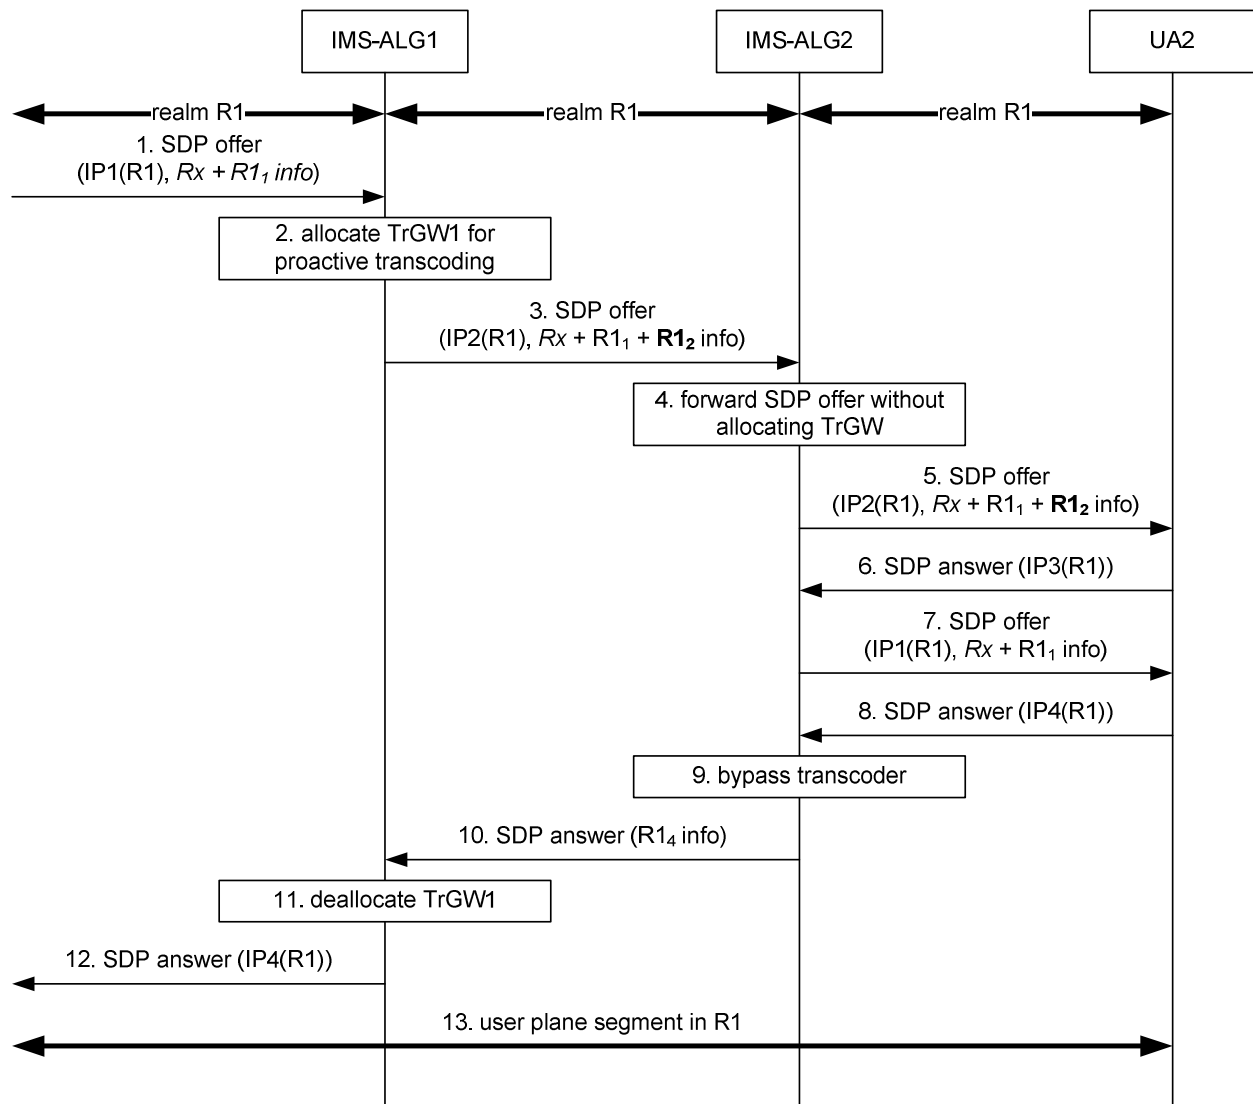 IMS-ALG1
IMS-ALG2
UA2
realm R1
realm R1
realm R1
1. SDP offer
(IP1(R1), Rx + R1₁ info)
2. allocate TrGW1 for
proactive transcoding
3. SDP offer
(IP2(R1), Rx + R1₁ + R1₂ info)
4. forward SDP offer without
allocating TrGW
5. SDP offer
(IP2(R1), Rx + R1₁ + R1₂ info)
6. SDP answer (IP3(R1))
7. SDP offer
(IP1(R1), Rx + R1₁ info)
8. SDP answer (IP4(R1))
9. bypass transcoder
10. SDP answer (R1₄ info)
11. deallocate TrGW1
12. SDP answer (IP4(R1))
13. user plane segment in R1